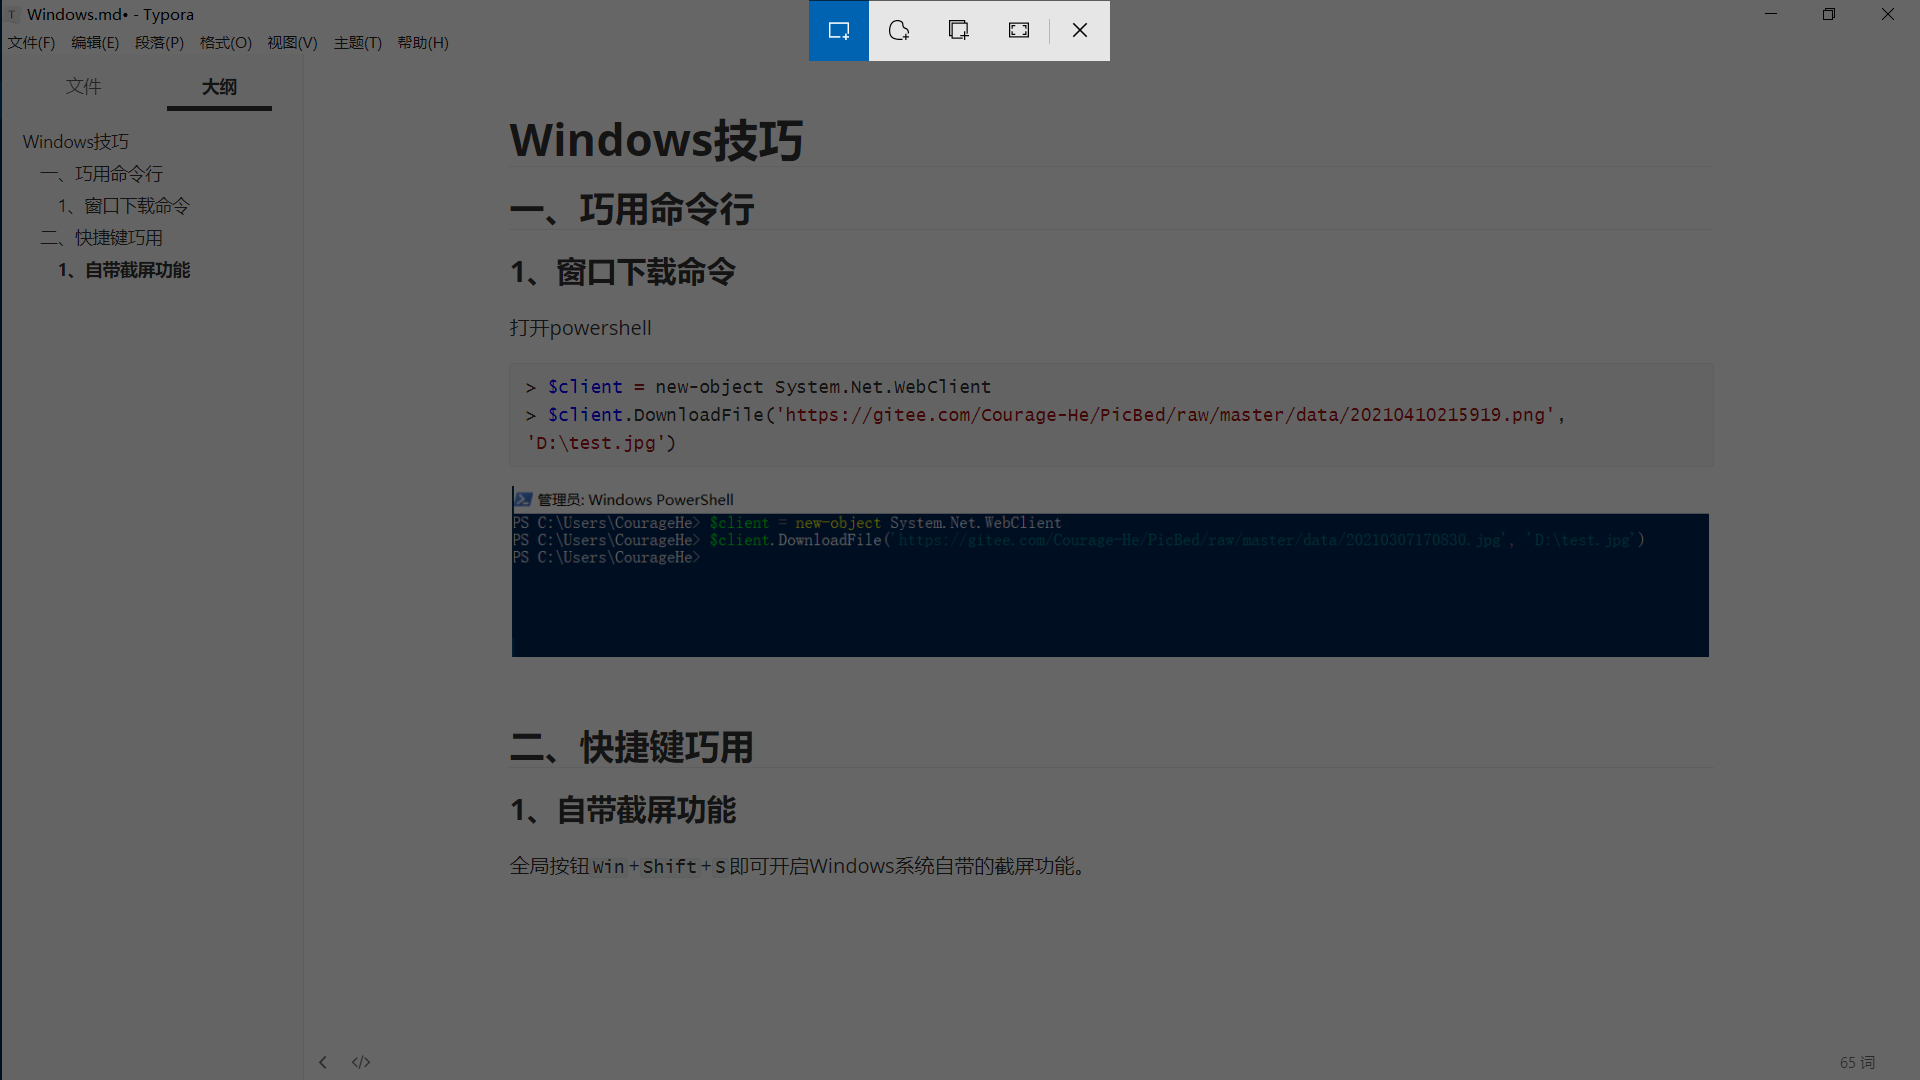 Windows.md• - Typora
文件(F) 编辑(E) 段落(P) 格式(O) 视图(V) 主题(T) 帮助(H)
文件 大纲
Windows技巧
一、巧用命令行
1、窗口下载命令
二、快捷键巧用
1、自带截屏功能
Windows技巧
一、巧用命令行
1、窗口下载命令
打开powershell
> $client = new-object System.Net.WebClient
> $client.DownloadFile('https://gitee.com/Courage-He/PicBed/raw/master/data/20210410215919.png',
'D:\test.jpg')
管理员: Windows PowerShell
PS C:\Users\CourageHe> $client = new-object System.Net.WebClient
PS C:\Users\CourageHe> $client.DownloadFile('https://gitee.com/Courage-He/PicBed/raw/master/data/20210307170830.jpg', 'D:\test.jpg')
PS C:\Users\CourageHe>
二、快捷键巧用
1、自带截屏功能
全局按钮Win+Shift+S即可开启Windows系统自带的截屏功能。
65 词